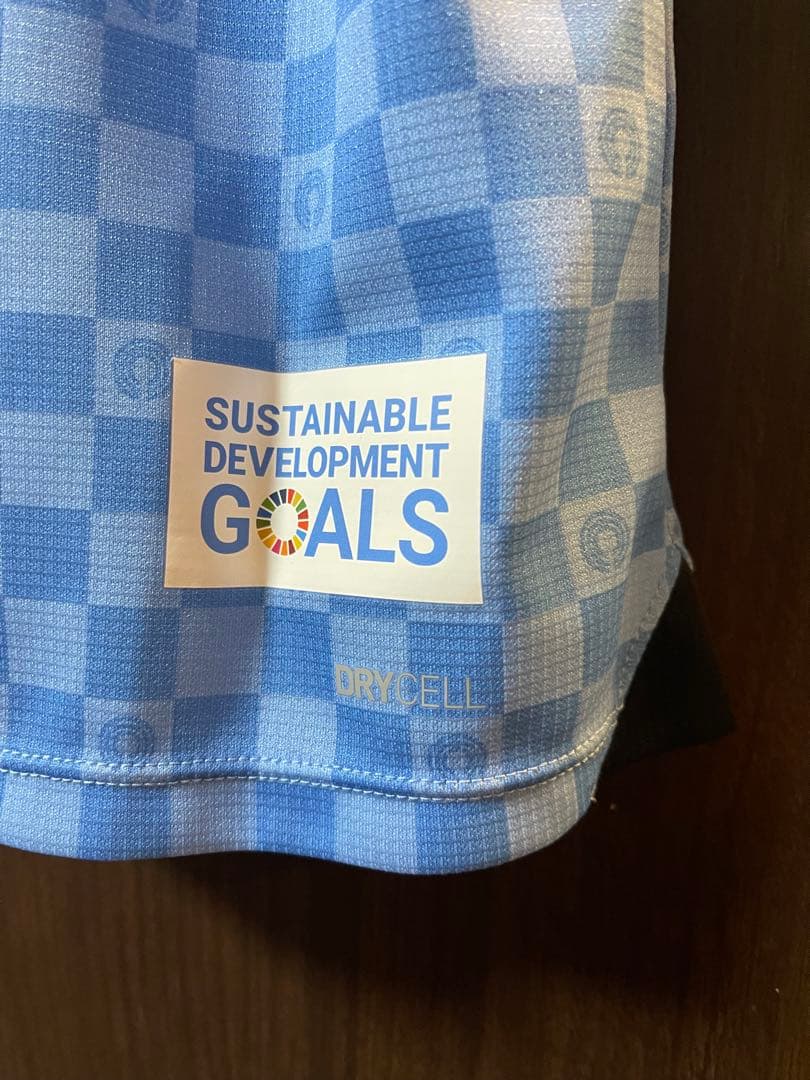 SUSTAINABLE
DEVELOPMENT
GOALS
DRYCELL